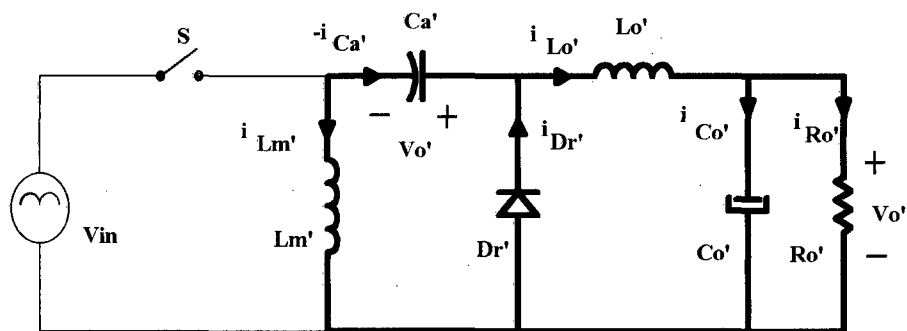 S
-i Ca'
Ca'
i Lo'
Lo'
− +
Vo'
i Lm'
i Dr'
i Co'
i Ro'
+
Vin
Lm'
Dr'
Co'
Ro'
Vo'
−